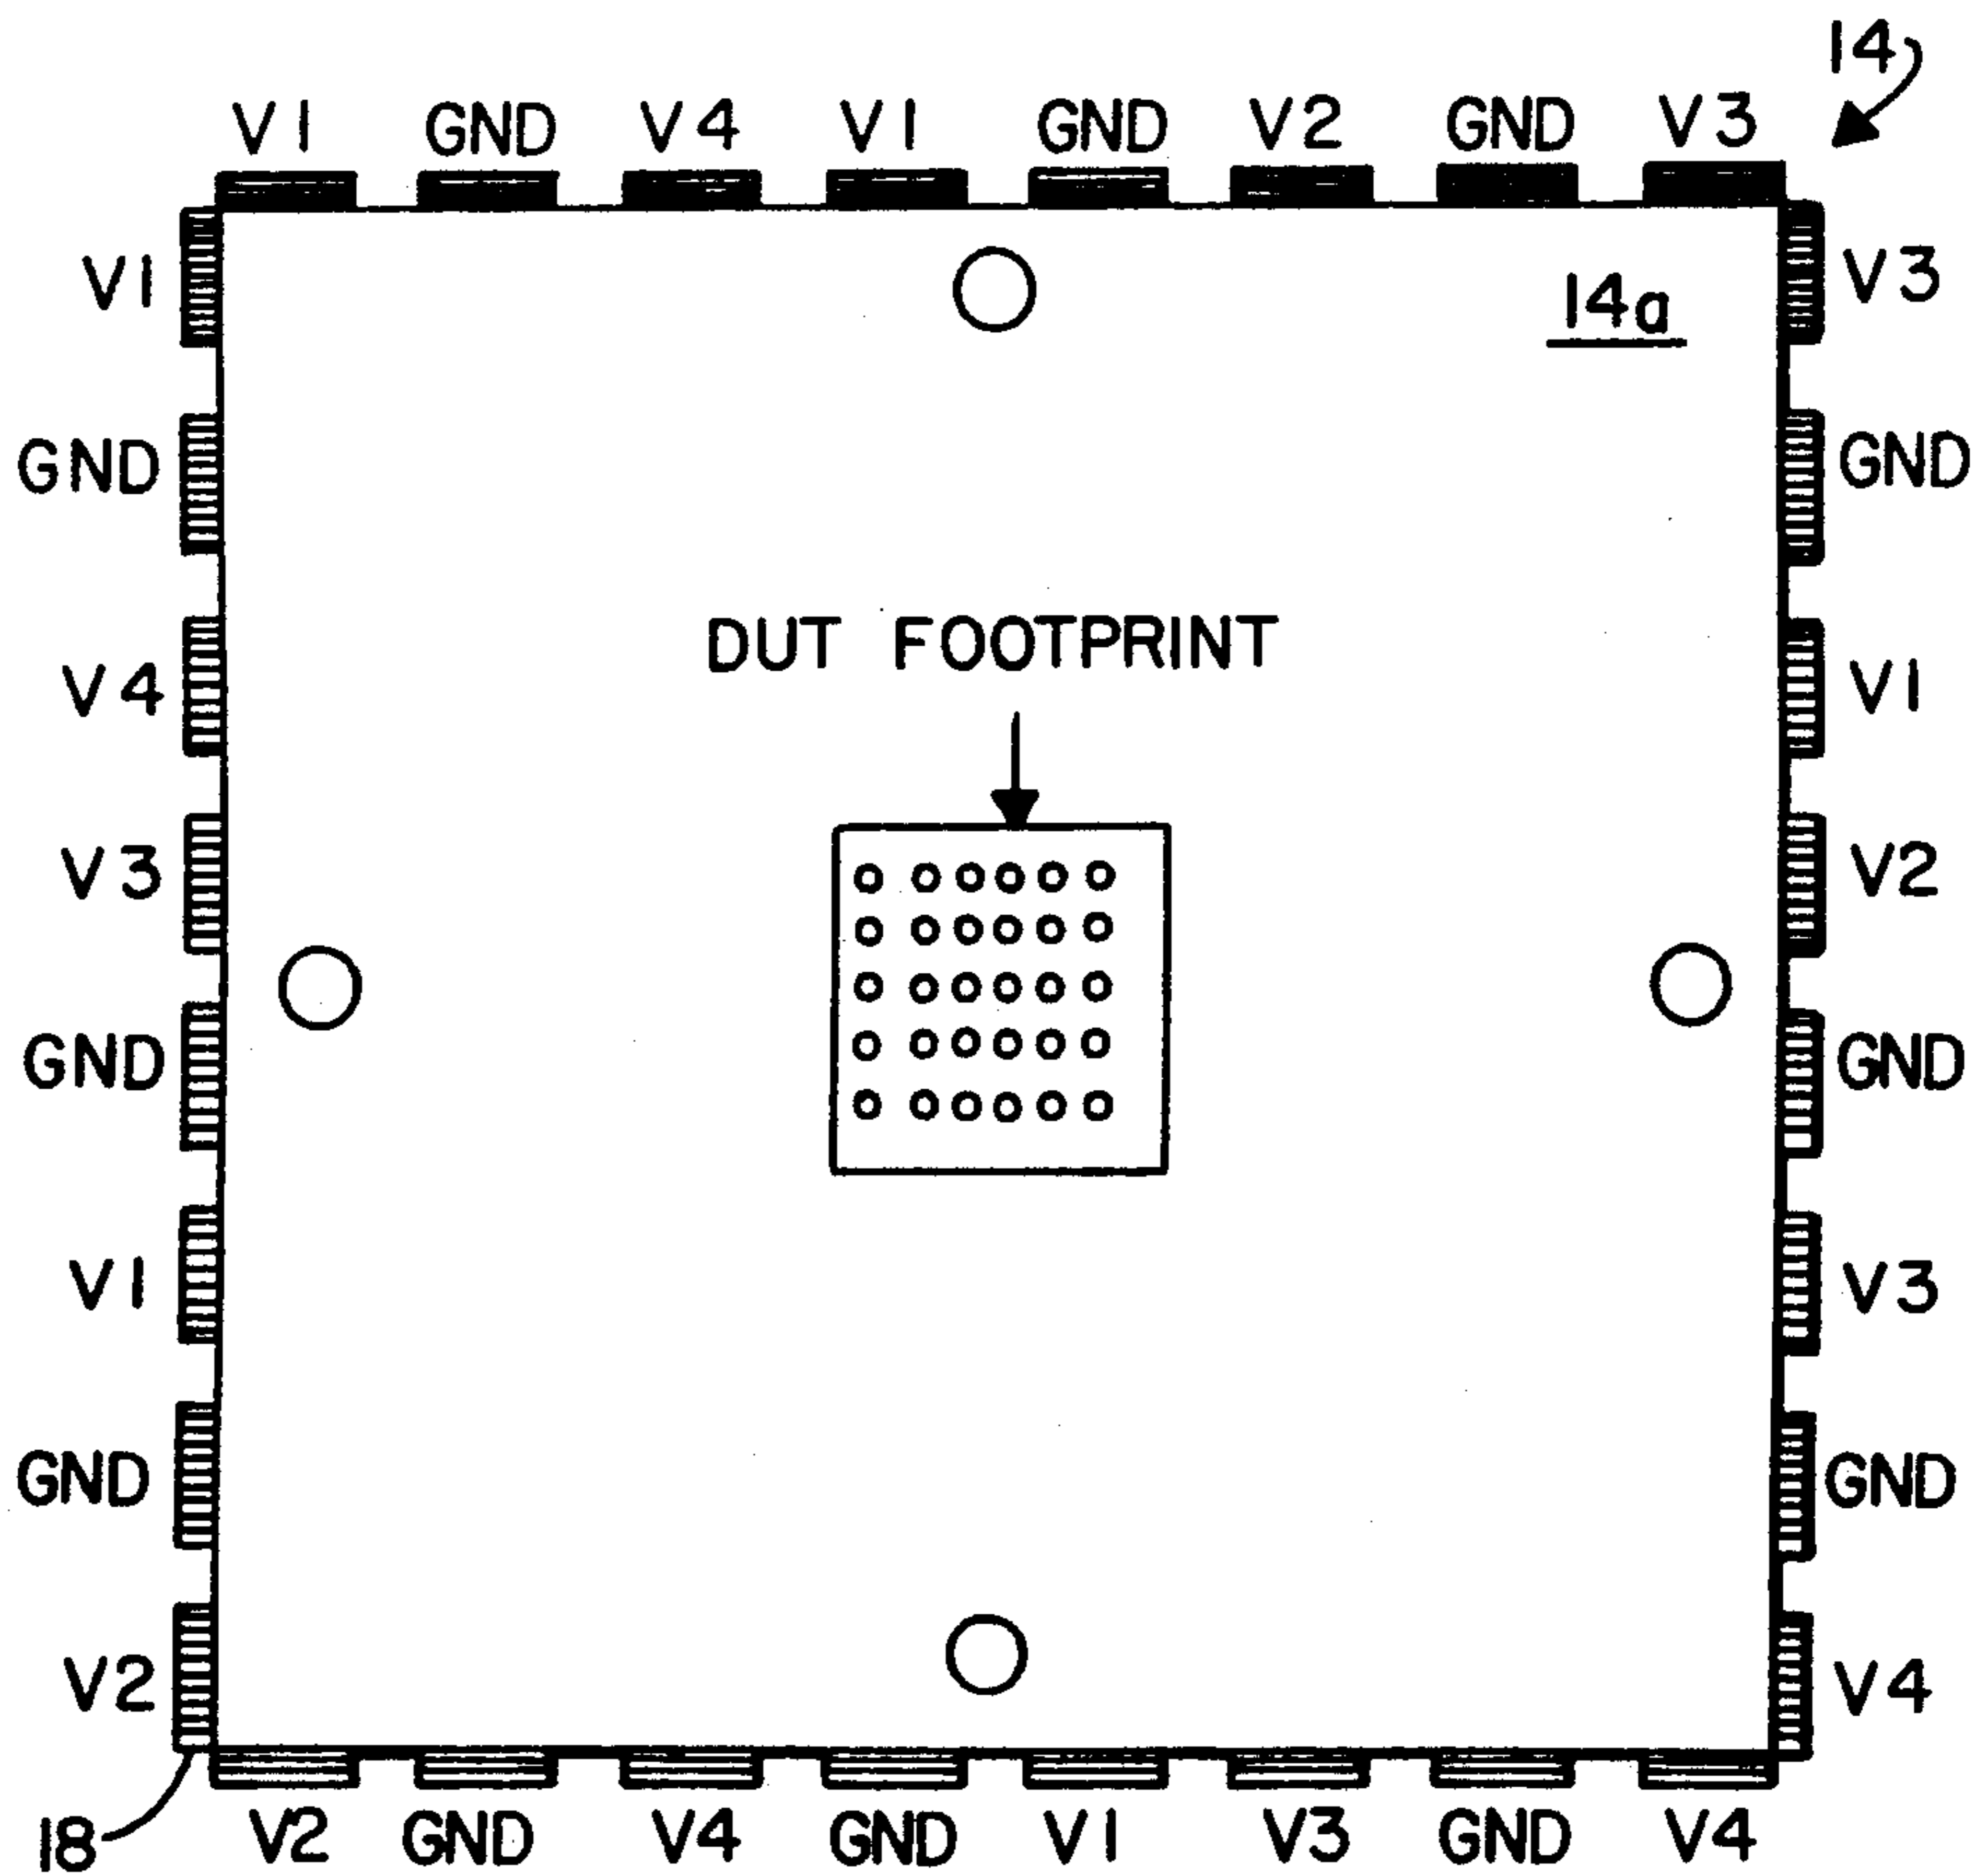 14
V1 GND V4 V1 GND V2 GND V3
V1
V3
14a
GND
GND
DUT FOOTPRINT
V4
V1
V3
V2
GND
GND
V1
V3
GND
GND
V2
V4
18
V2 GND V4 GND V1 V3 GND V4